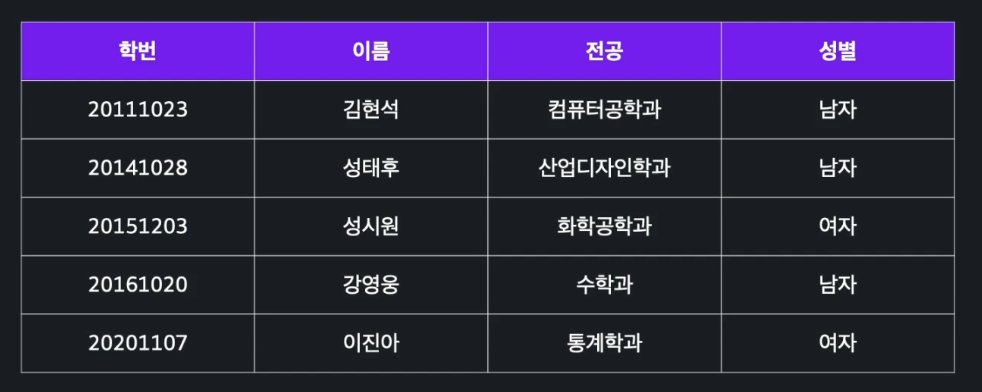 학번 이름 전공 성별
20111023 김현석 컴퓨터공학과 남자
20141028 성태후 산업디자인학과 남자
20151203 성시원 화학공학과 여자
20161020 강영웅 수학과 남자
20201107 이진아 통계학과 여자